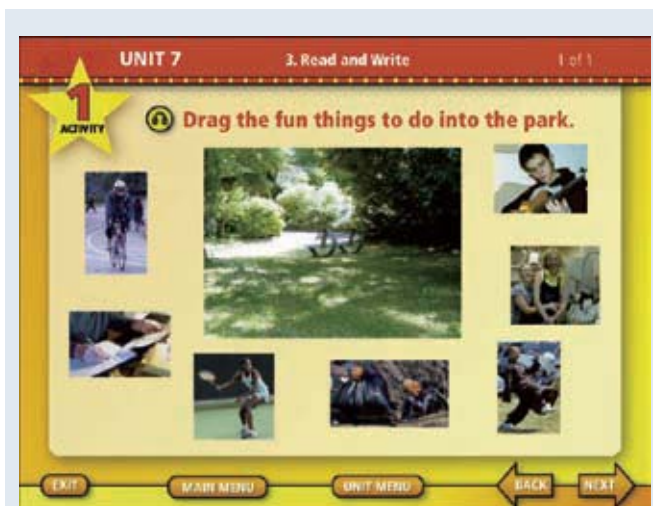 UNIT 7
3. Read and Write
1 of 1
1
ACTIVITY
Drag the fun things to do into the park.
EXIT
MAIN MENU
UNIT MENU
BACK
NEXT